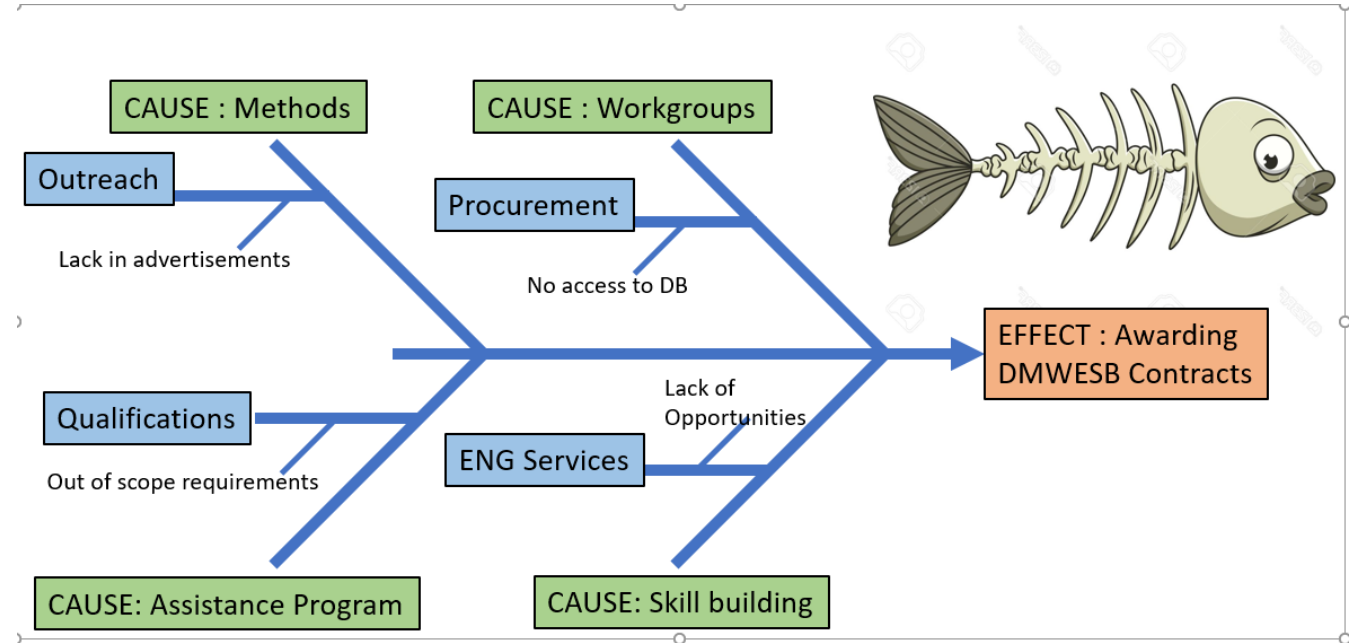 CAUSE : Methods
CAUSE : Workgroups
Outreach
Procurement
Lack in advertisements
No access to DB
EFFECT : Awarding
DMWESB Contracts
Lack of
Opportunities
Qualifications
ENG Services
Out of scope requirements
CAUSE: Assistance Program
CAUSE: Skill building